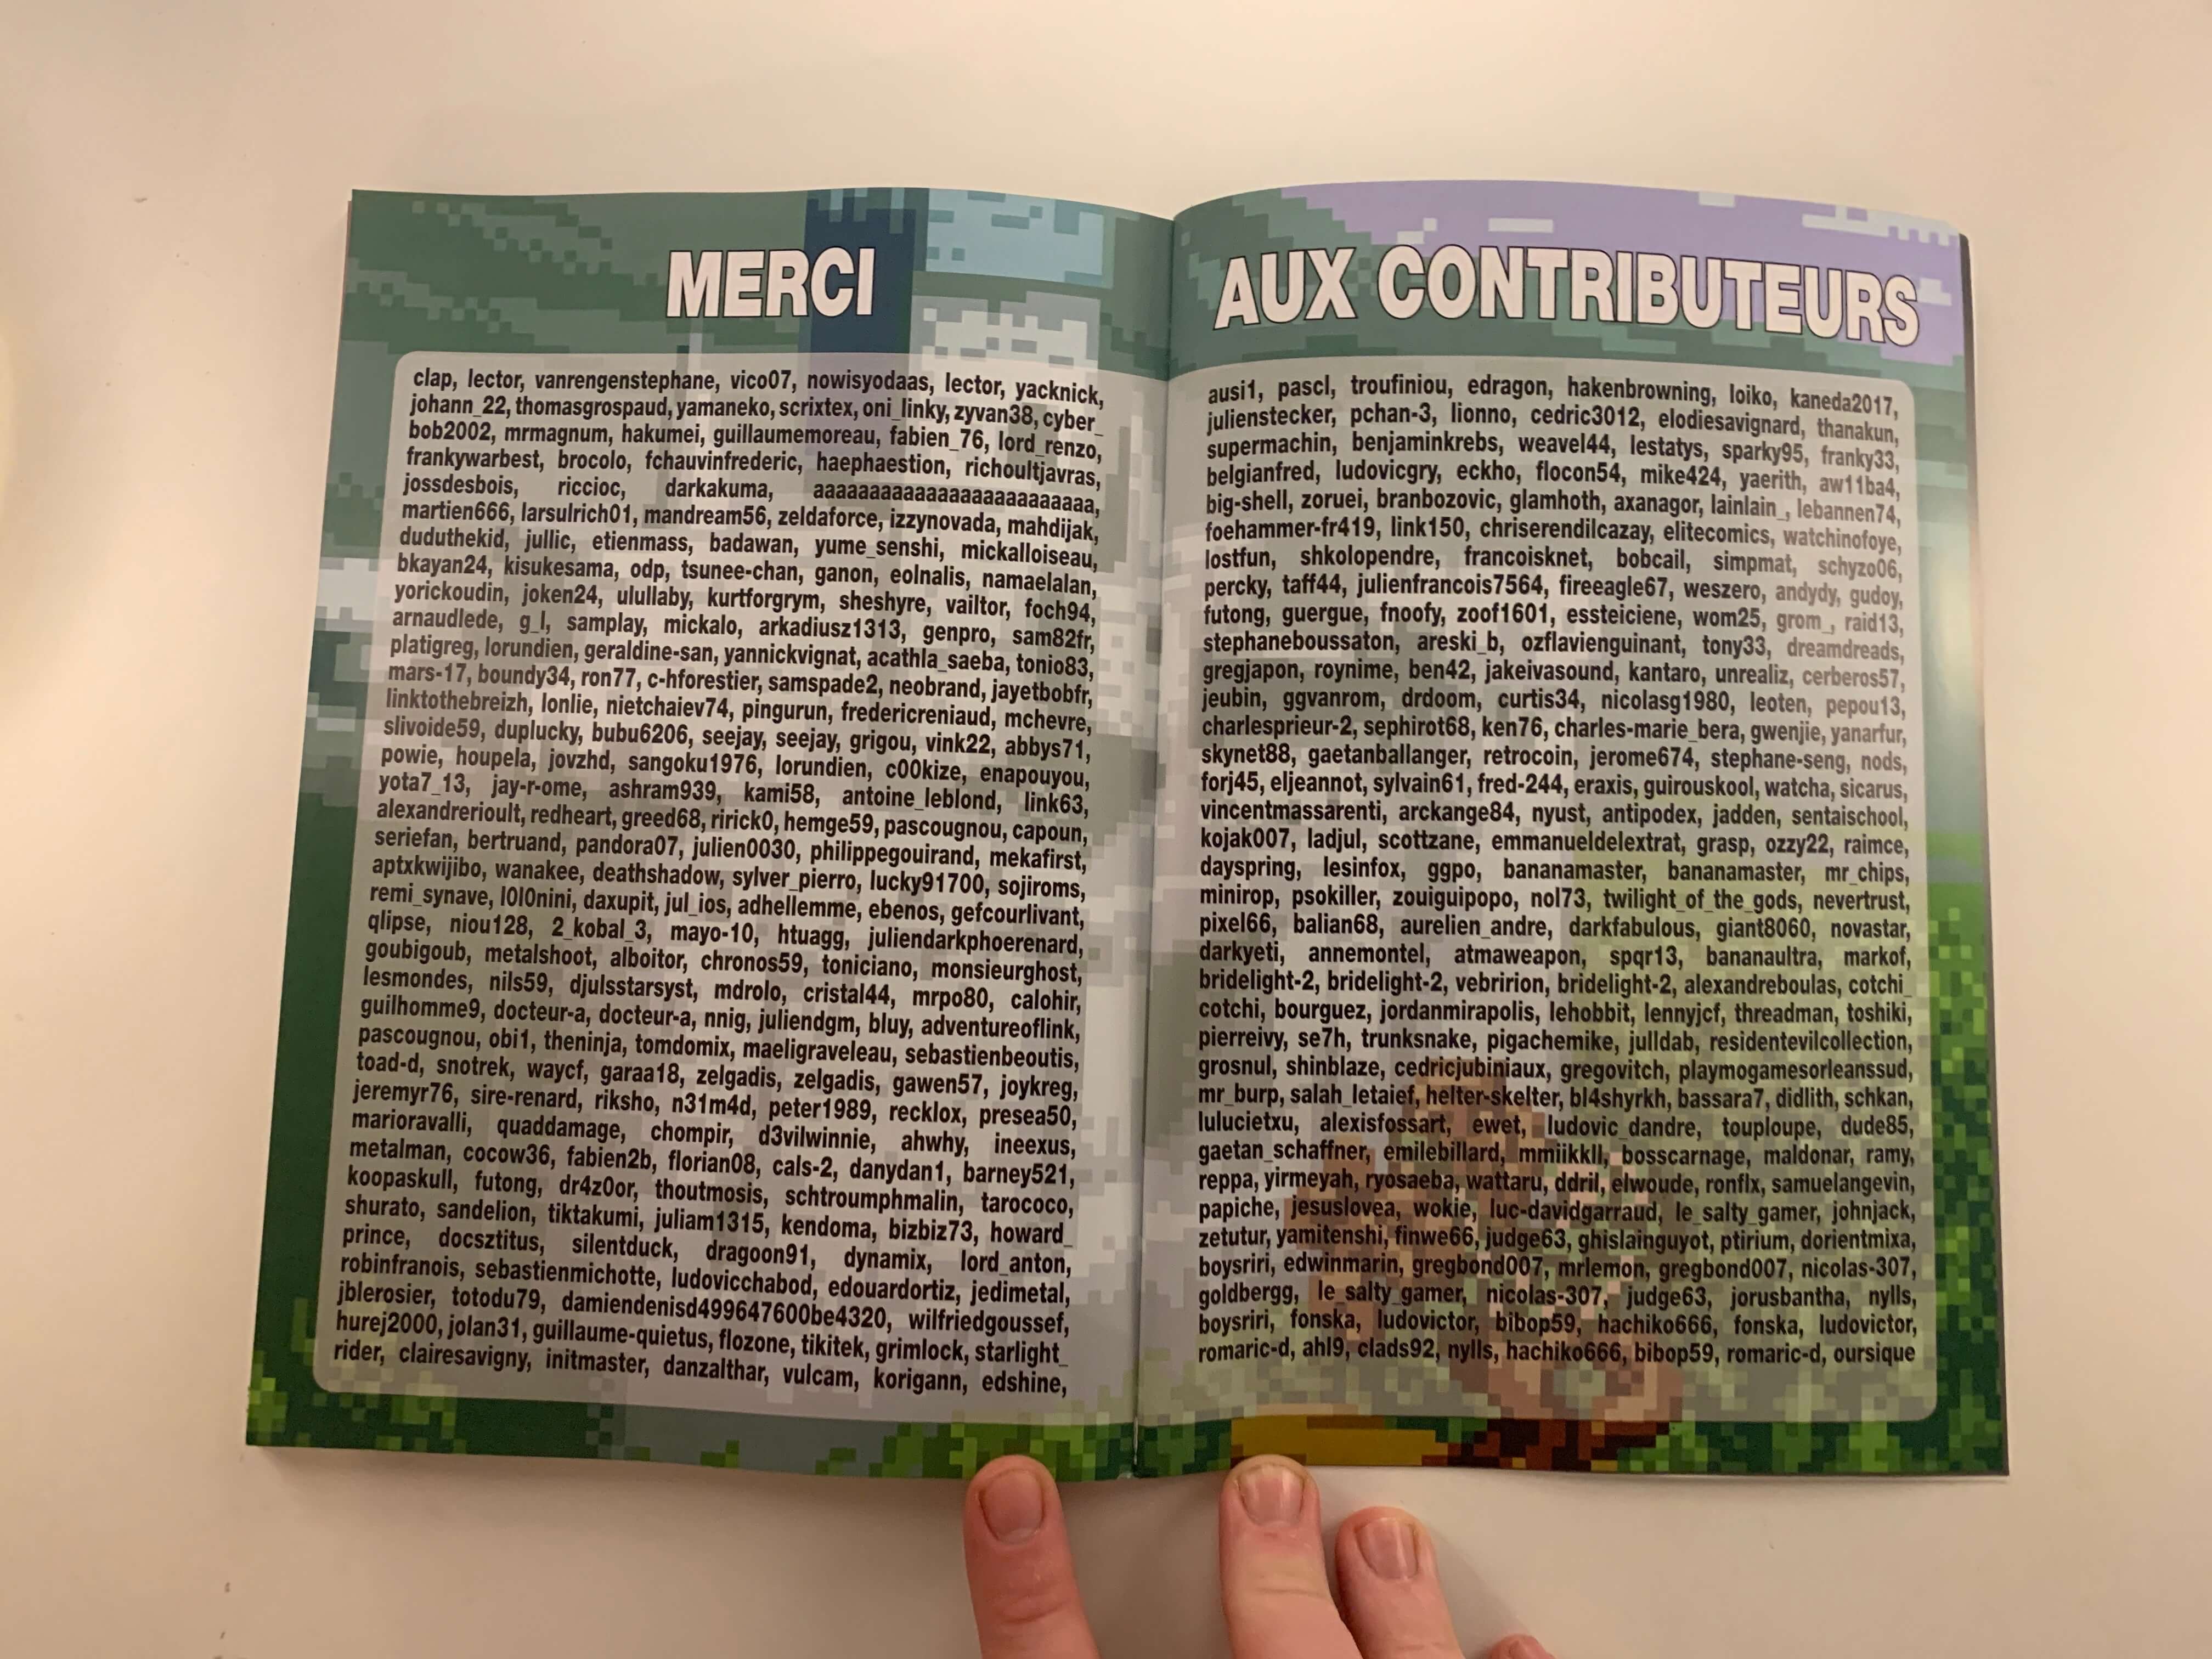 MERCI
clap, lector, vanrengenstephane, vico07, nowisyodaas, lector, yacknick,
johann_22, thomasgrospaud, yamaneko, scrixtex, oni_linky, zyvan38, cyber_
bob2002, mrmagnum, hakumei, guillaumemoreau, fabien_76, lord_renzo,
frankywarbest, brocolo, fchauvinfrederic, haephaestion, richoultjavras,
jossdesbois, riccioc, darkakuma, aaaaaaaaaaaaaaaaaaaaaaaaa,
martien666, larsulrich01, mandream56, zeldaforce, izzynovada, mahdijak,
duduthekid, jullic, etienmass, badawan, yume_senshi, mickalloiseau,
bkayan24, kisukesama, odp, tsunee-chan, ganon, eolnalis, namaelalan,
yorickoudin, joken24, ulullaby, kurtforgrym, sheshyre, vailtor, foch94,
arnaudlede, g_l, samplay, mickalo, arkadiusz1313, genpro, sam82fr,
platigreg, lorundien, geraldine-san, yannickvignat, acathla_saeba, tonio83,
mars-17, boundy34, ron77, c-hforestier, samspade2, neobrand, jayetbobfr,
linktothebreizh, lonlie, nietchaiev74, pingurun, fredericreniaud, mchevre,
slivoide59, duplucky, bubu6206, seejay, seejay, grigou, vink22, abbys71,
powie, houpela, jovzhd, sangoku1976, lorundien, c00kize, enapouyou,
yota7_13, jay-r-ome, ashram939, kami58, antoine_leblond, link63,
alexandrerioult, redheart, greed68, ririck0, hemge59, pascougnou, capoun,
seriefan, bertruand, pandora07, julien0030, philippegouirand, mekafirst,
aptxkwijibo, wanakee, deathshadow, sylver_pierro, lucky91700, sojiroms,
remi_synave, l0l0nini, daxupit, jul_ios, adhellemme, ebenos, gefcourlivant,
qlipse, niou128, 2_kobal_3, mayo-10, htuagg, juliendarkphoerenard,
goubigoub, metalshoot, alboitor, chronos59, toniciano, monsieurghost,
lesmondes, nils59, djulsstarsyst, mdrolo, cristal44, mrpo80, calohir,
guilhomme9, docteur-a, docteur-a, nnig, juliendgm, bluy, adventureoflink,
pascougnou, obi1, theninja, tomdomix, maeligraveleau, sebastienbeoutis,
toad-d, snotrek, waycf, garaa18, zelgadis, zelgadis, gawen57, joykreg,
jeremyr76, sire-renard, riksho, n31m4d, peter1989, recklox, presea50,
marioravalli, quaddamage, chompir, d3vilwinnie, ahwhy, ineexus,
metalman, cocow36, fabien2b, florian08, cals-2, danydan1, barney521,
koopaskull, futong, dr4z0or, thoutmosis, schtroumphmalin, tarococo,
shurato, sandelion, tiktakumi, juliam1315, kendoma, bizbiz73, howard_
prince, docsztitus, silentduck, dragoon91, dynamix, lord_anton,
robinfranois, sebastienmichotte, ludovicchabod, edouardortiz, jedimetal,
jblerosier, totodu79, damiendenisd499647600be4320, wilfriedgoussef,
hurej2000, jolan31, guillaume-quietus, flozone, tikitek, grimlock, starlight_
rider, clairesavigny, initmaster, danzalthar, vulcam, korigann, edshine,
AUX CONTRIBUTEURS
ausi1, pascl, troufiniou, edragon, hakenbrowning, loiko, kaneda2017,
julienstecker, pchan-3, lionno, cedric3012, elodiesavignard, thanakun,
supermachin, benjaminkrebs, weavel44, lestatys, sparky95, franky33,
belgianfred, ludovicgry, eckho, flocon54, mike424, yaerith, aw11ba4,
big-shell, zoruei, branbozovic, glamhoth, axanagor, lainlain_, lebannen74,
foehammer-fr419, link150, chriserendilcazay, elitecomics, watchinofoye,
lostfun, shkolopendre, francoisknet, bobcail, simpmat, schyzo06,
percky, taff44, julienfrancois7564, fireeagle67, weszero, andydy, gudoy,
futong, guergue, fnoofy, zoof1601, essteiciene, wom25, grom_, raid13,
stephaneboussaton, areski_b, ozflavienguinant, tony33, dreamdreads,
gregjapon, roynime, ben42, jakeivasound, kantaro, unrealiz, cerberos57,
jeubin, ggvanrom, drdoom, curtis34, nicolasg1980, leoten, pepou13,
charlesprieur-2, sephirot68, ken76, charles-marie_bera, gwenjie, yanarfur,
skynet88, gaetanballanger, retrocoin, jerome674, stephane-seng, nods,
forj45, eljeannot, sylvain61, fred-244, eraxis, guirouskool, watcha, sicarus,
vincentmassarenti, arckange84, nyust, antipodex, jadden, sentaischool,
kojak007, ladjul, scottzane, emmanueldelextrat, grasp, ozzy22, raimce,
dayspring, lesinfox, ggpo, bananamaster, bananamaster, mr_chips,
minirop, psokiller, zouiguipopo, nol73, twilight_of_the_gods, nevertrust,
pixel66, balian68, aurelien_andre, darkfabulous, giant8060, novastar,
darkyeti, annemontel, atmaweapon, spqr13, bananaultra, markof,
bridelight-2, bridelight-2, vebririon, bridelight-2, alexandreboulas, cotchi_
cotchi, bourguez, jordanmirapolis, lehobbit, lennyjcf, threadman, toshiki,
pierreivy, se7h, trunksnake, pigachemike, julldab, residentevilcollection,
grosnul, shinblaze, cedricjubiniaux, gregovitch, playmogamesorleanssud,
mr_burp, salah_letaief, helter-skelter, bl4shyrkh, bassara7, didlith, schkan,
lulucietxu, alexisfossart, ewet, ludovic_dandre, touploupe, dude85,
gaetan_schaffner, emilebillard, mmiikkll, bosscarnage, maldonar, ramy,
reppa, yirmeyah, ryosaeba, wattaru, ddril, elwoude, ronflx, samuelangevin,
papiche, jesuslovea, wokie, luc-davidgarraud, le_salty_gamer, johnjack,
zetutur, yamitenshi, finwe66, judge63, ghislainguyot, ptirium, dorientmixa,
boysriri, edwinmarin, gregbond007, mrlemon, gregbond007, nicolas-307,
goldbergg, le_salty_gamer, nicolas-307, judge63, jorusbantha, nylls,
boysriri, fonska, ludovictor, bibop59, hachiko666, fonska, ludovictor,
romaric-d, ahl9, clads92, nylls, hachiko666, bibop59, romaric-d, oursique